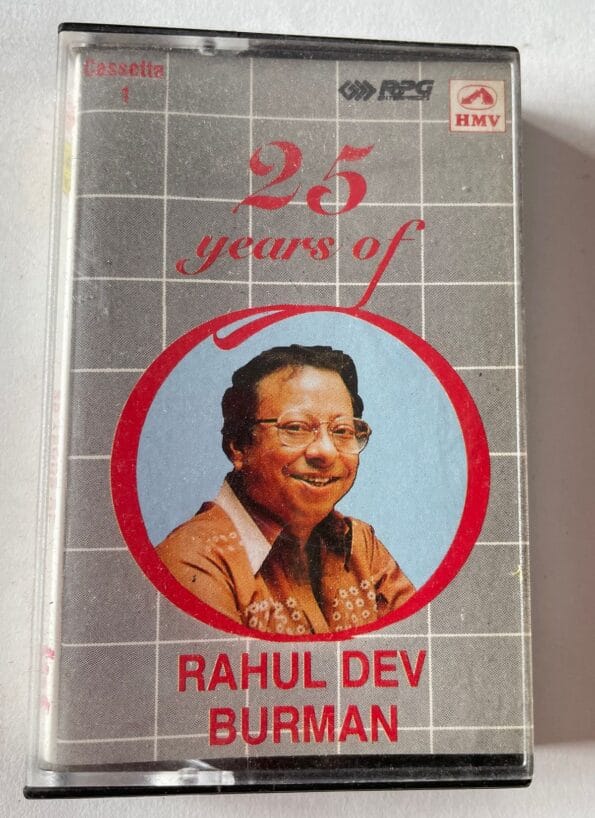 Cassette
1
RPG
HMV
25
years of
RAHUL DEV
BURMAN